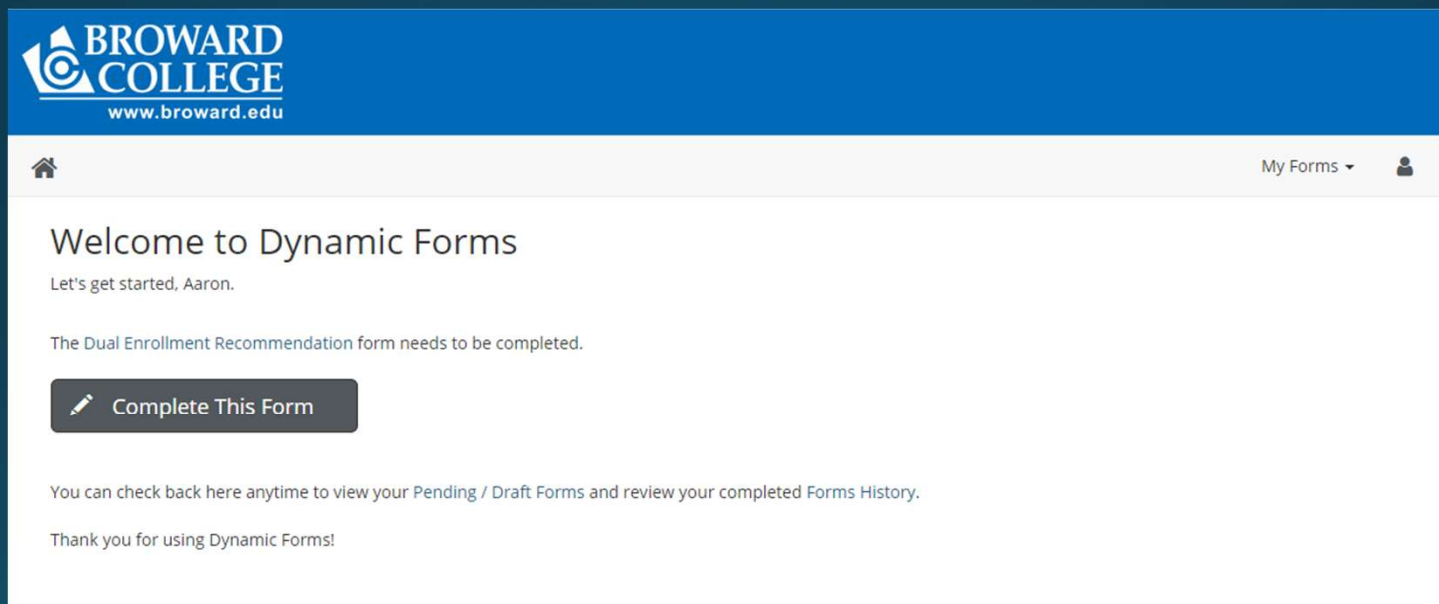 BROWARD
COLLEGE
www.broward.edu
My Forms
Welcome to Dynamic Forms
Let's get started, Aaron.
The Dual Enrollment Recommendation form needs to be completed.
Complete This Form
You can check back here anytime to view your Pending / Draft Forms and review your completed Forms History.
Thank you for using Dynamic Forms!